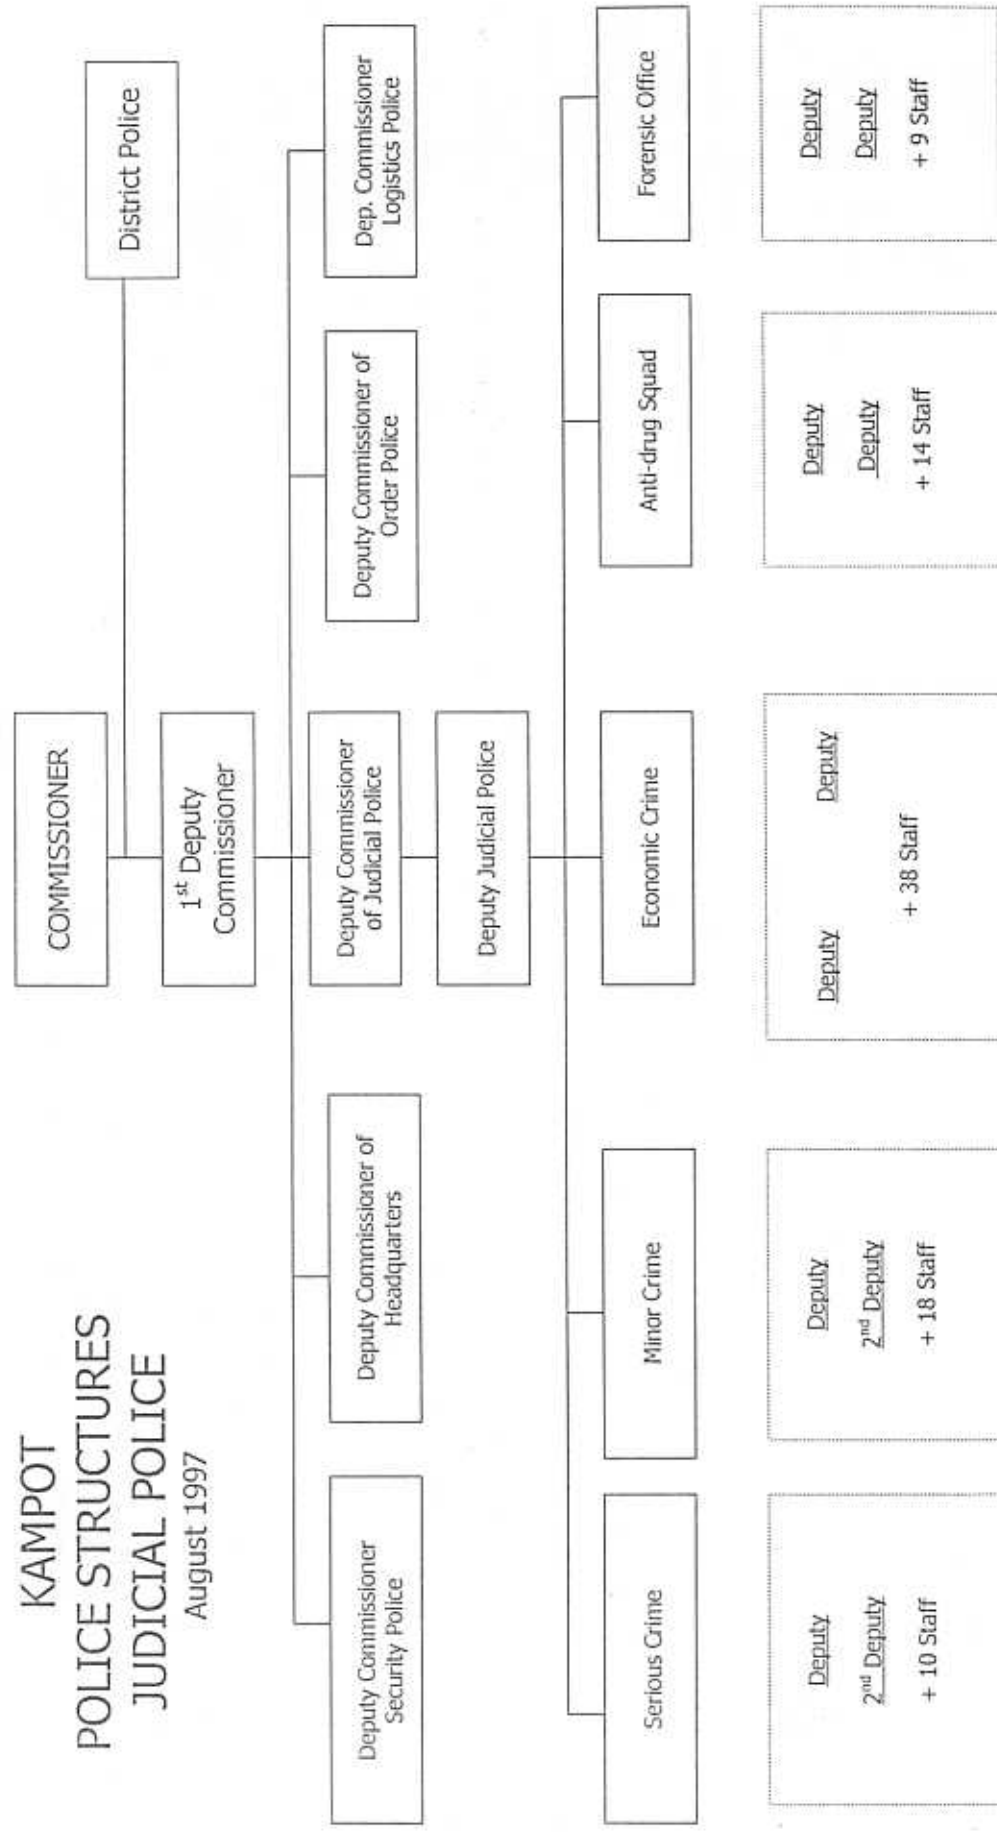 KAMPOT
POLICE STRUCTURES
JUDICIAL POLICE
August 1997
COMMISSIONER
District Police
1st Deputy
Commissioner
Deputy Commissioner
Security Police
Deputy Commissioner of
Headquarters
Deputy Commissioner
of Judicial Police
Deputy Commissioner of
Order Police
Dep. Commissioner
Logistics Police
Deputy Judicial Police
Serious Crime
Minor Crime
Economic Crime
Anti-drug Squad
Forensic Office
Deputy
2nd Deputy
+ 10 Staff
Deputy
2nd Deputy
+ 18 Staff
Deputy Deputy
+ 38 Staff
Deputy
Deputy
+ 14 Staff
Deputy
Deputy
+ 9 Staff